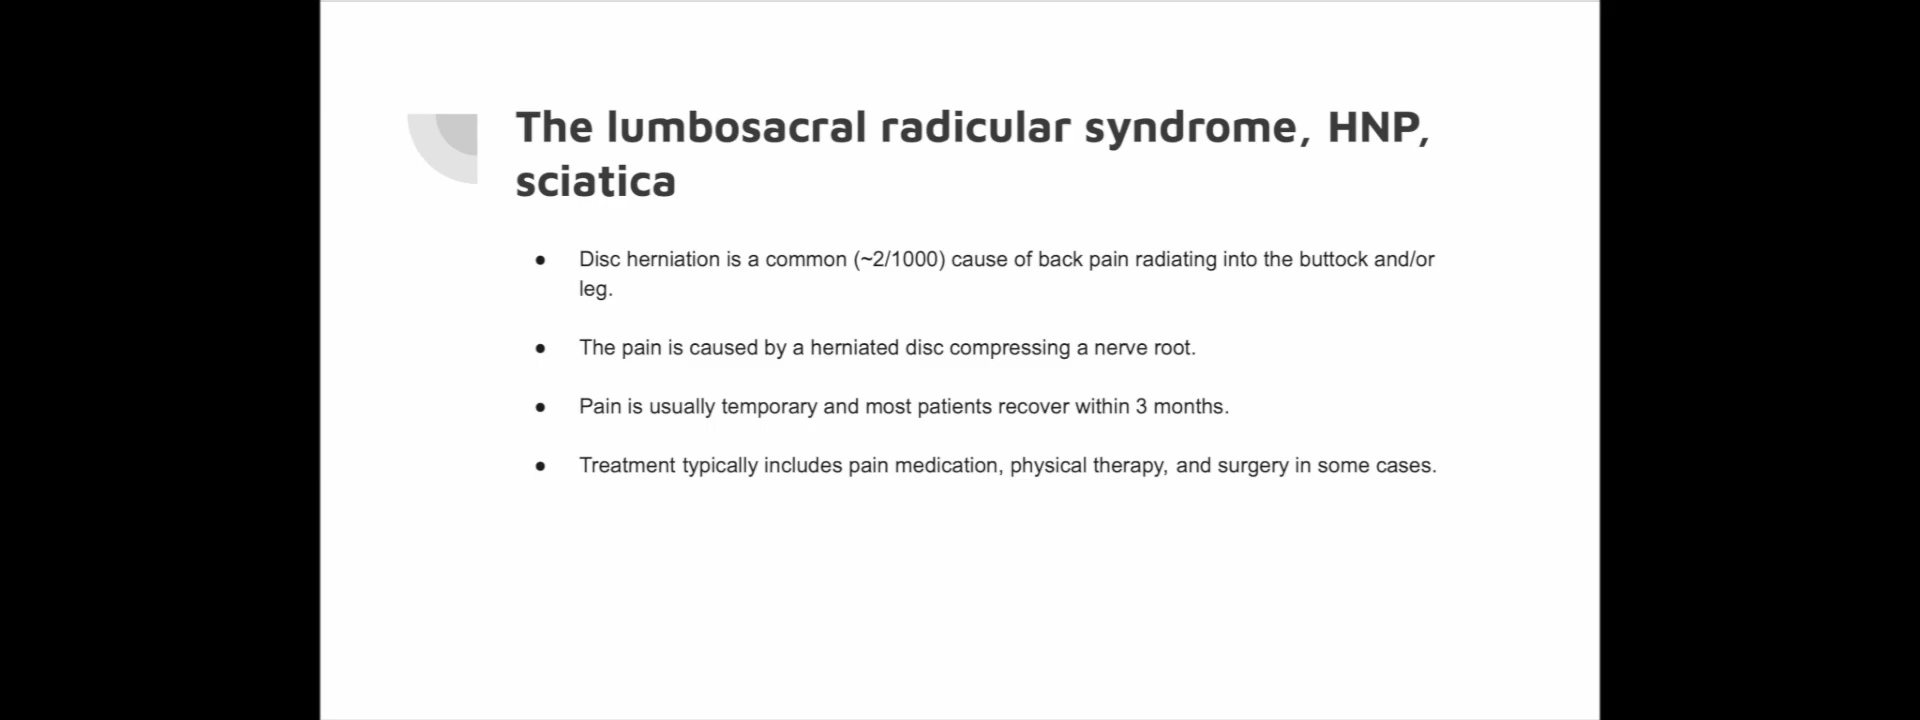 The lumbosacral radicular syndrome, HNP,
sciatica
● Disc herniation is a common (~2/1000) cause of back pain radiating into the buttock and/or
leg.
● The pain is caused by a herniated disc compressing a nerve root.
● Pain is usually temporary and most patients recover within 3 months.
● Treatment typically includes pain medication, physical therapy, and surgery in some cases.